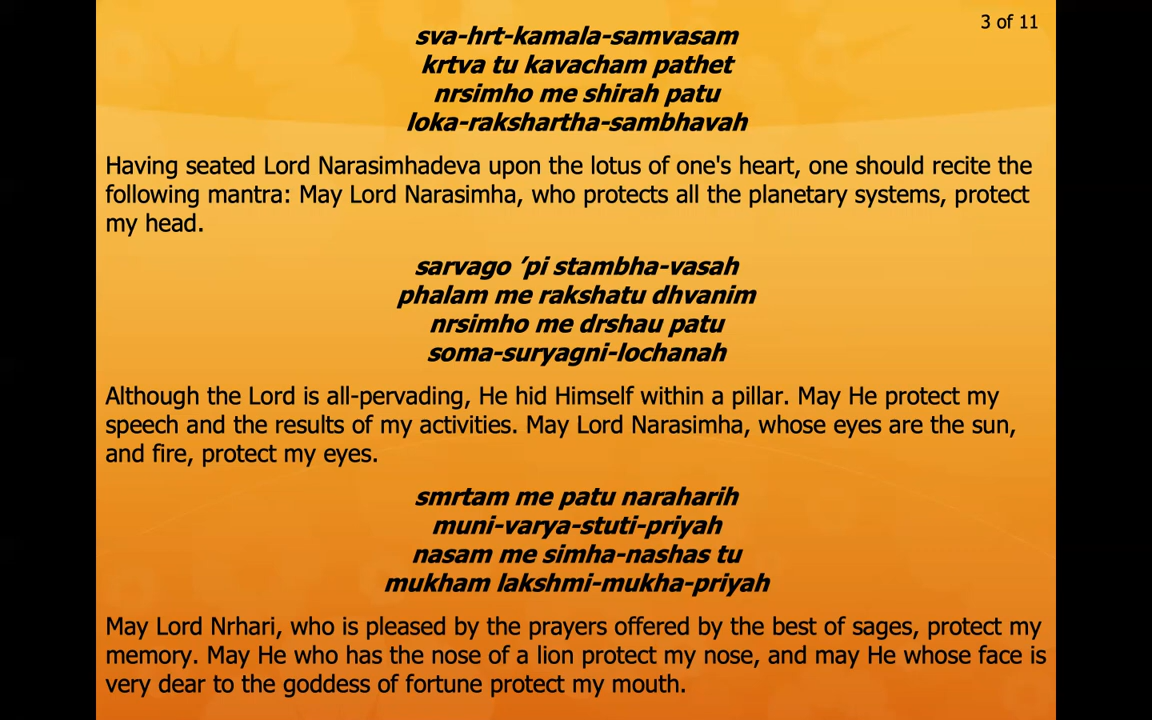 3 of 11
sva-hrt-kamala-samvasam
krtva tu kavacham pathet
nrsimho me shirah patu
loka-rakshartha-sambhavah
Having seated Lord Narasimhadeva upon the lotus of one's heart, one should recite the
following mantra: May Lord Narasimha, who protects all the planetary systems, protect
my head.
sarvago ’pi stambha-vasah
phalam me rakshatu dhvanim
nrsimho me drshau patu
soma-suryagni-lochanah
Although the Lord is all-pervading, He hid Himself within a pillar. May He protect my
speech and the results of my activities. May Lord Narasimha, whose eyes are the sun,
and fire, protect my eyes.
smrtam me patu naraharih
muni-varya-stuti-priyah
nasam me simha-nashas tu
mukham lakshmi-mukha-priyah
May Lord Nrhari, who is pleased by the prayers offered by the best of sages, protect my
memory. May He who has the nose of a lion protect my nose, and may He whose face is
very dear to the goddess of fortune protect my mouth.